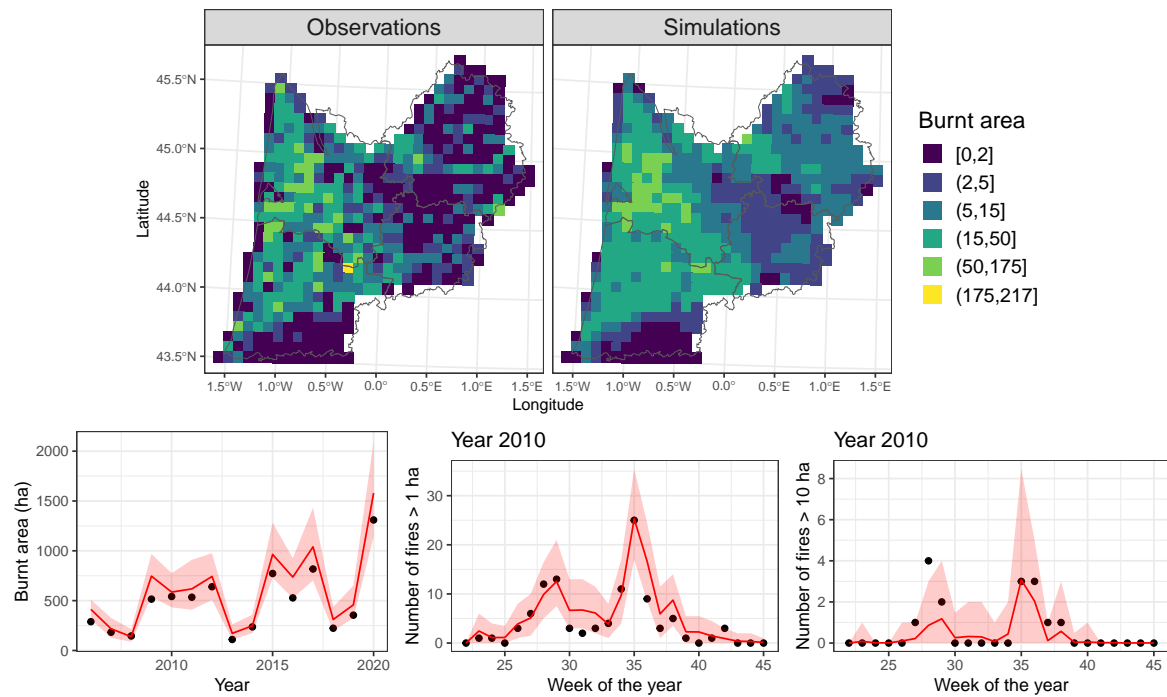 Observations
Simulations
45.5°N
45.0°N
44.5°N
44.0°N
43.5°N
Latitude
1.5°W 1.0°W 0.5°W 0.0° 0.5°E 1.0°E 1.5°E
1.5°W 1.0°W 0.5°W 0.0° 0.5°E 1.0°E 1.5°E
Longitude
Burnt area
[0,2]
(2,5]
(5,15]
(15,50]
(50,175]
(175,217]
2000
1500
1000
500
0
Burnt area (ha)
2010 2015 2020
Year
Year 2010
30
20
10
0
Number of fires > 1 ha
25 30 35 40 45
Week of the year
Year 2010
8
6
4
2
0
Number of fires > 10 ha
25 30 35 40 45
Week of the year